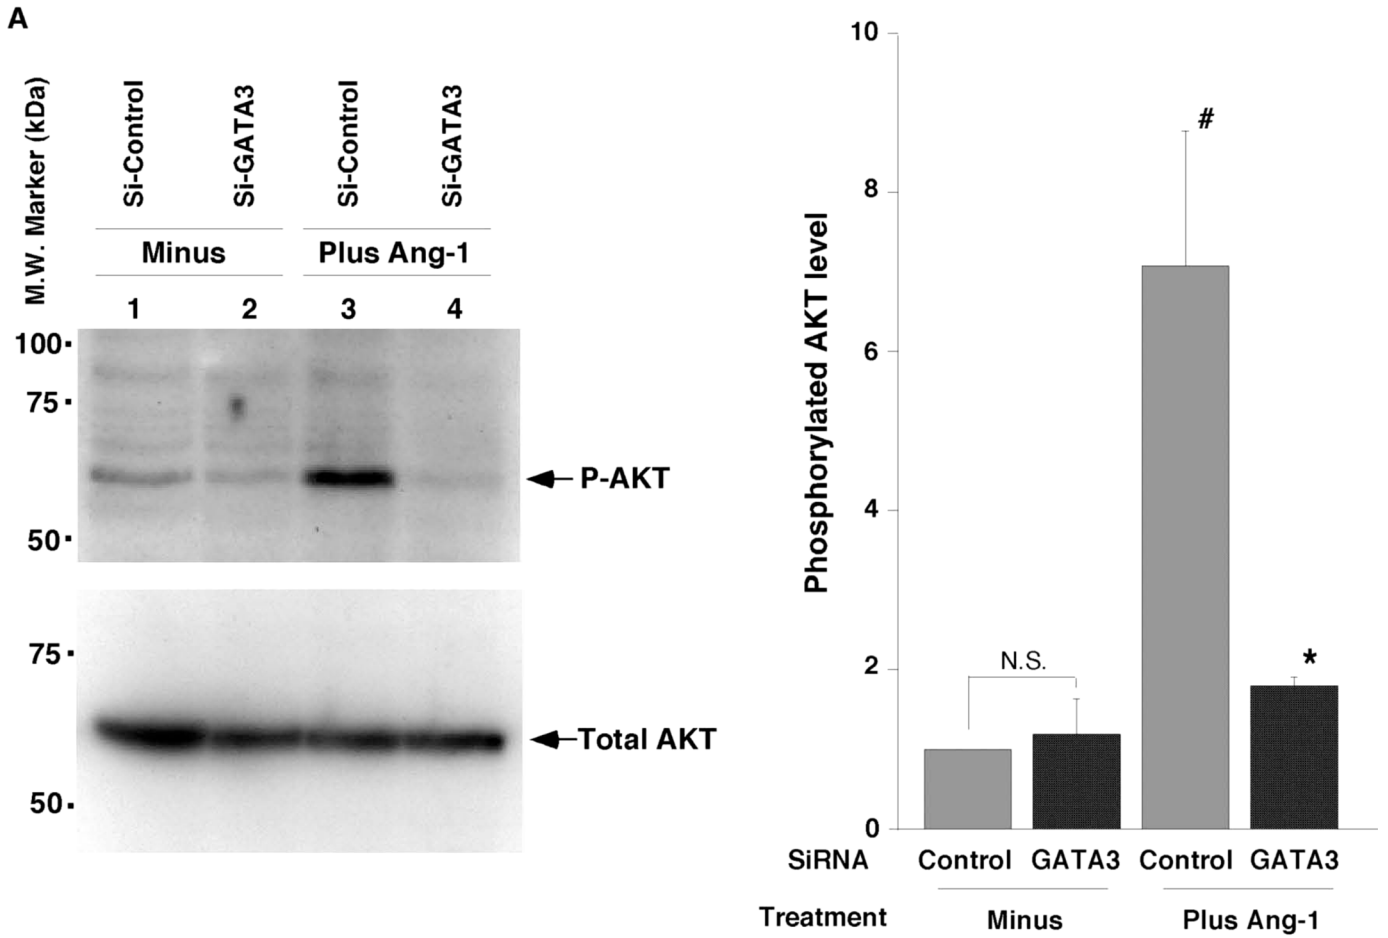 A
M.W. Marker (kDa)
Si-Control
Si-GATA3
Si-Control
Si-GATA3
Minus
Plus Ang-1
1 2 3 4
100
75
50
P-AKT
75
50
Total AKT
Phosphorylated AKT level
10
8
6
4
2
0
N.S.
#
*
SiRNA Control GATA3 Control GATA3
Treatment Minus Plus Ang-1